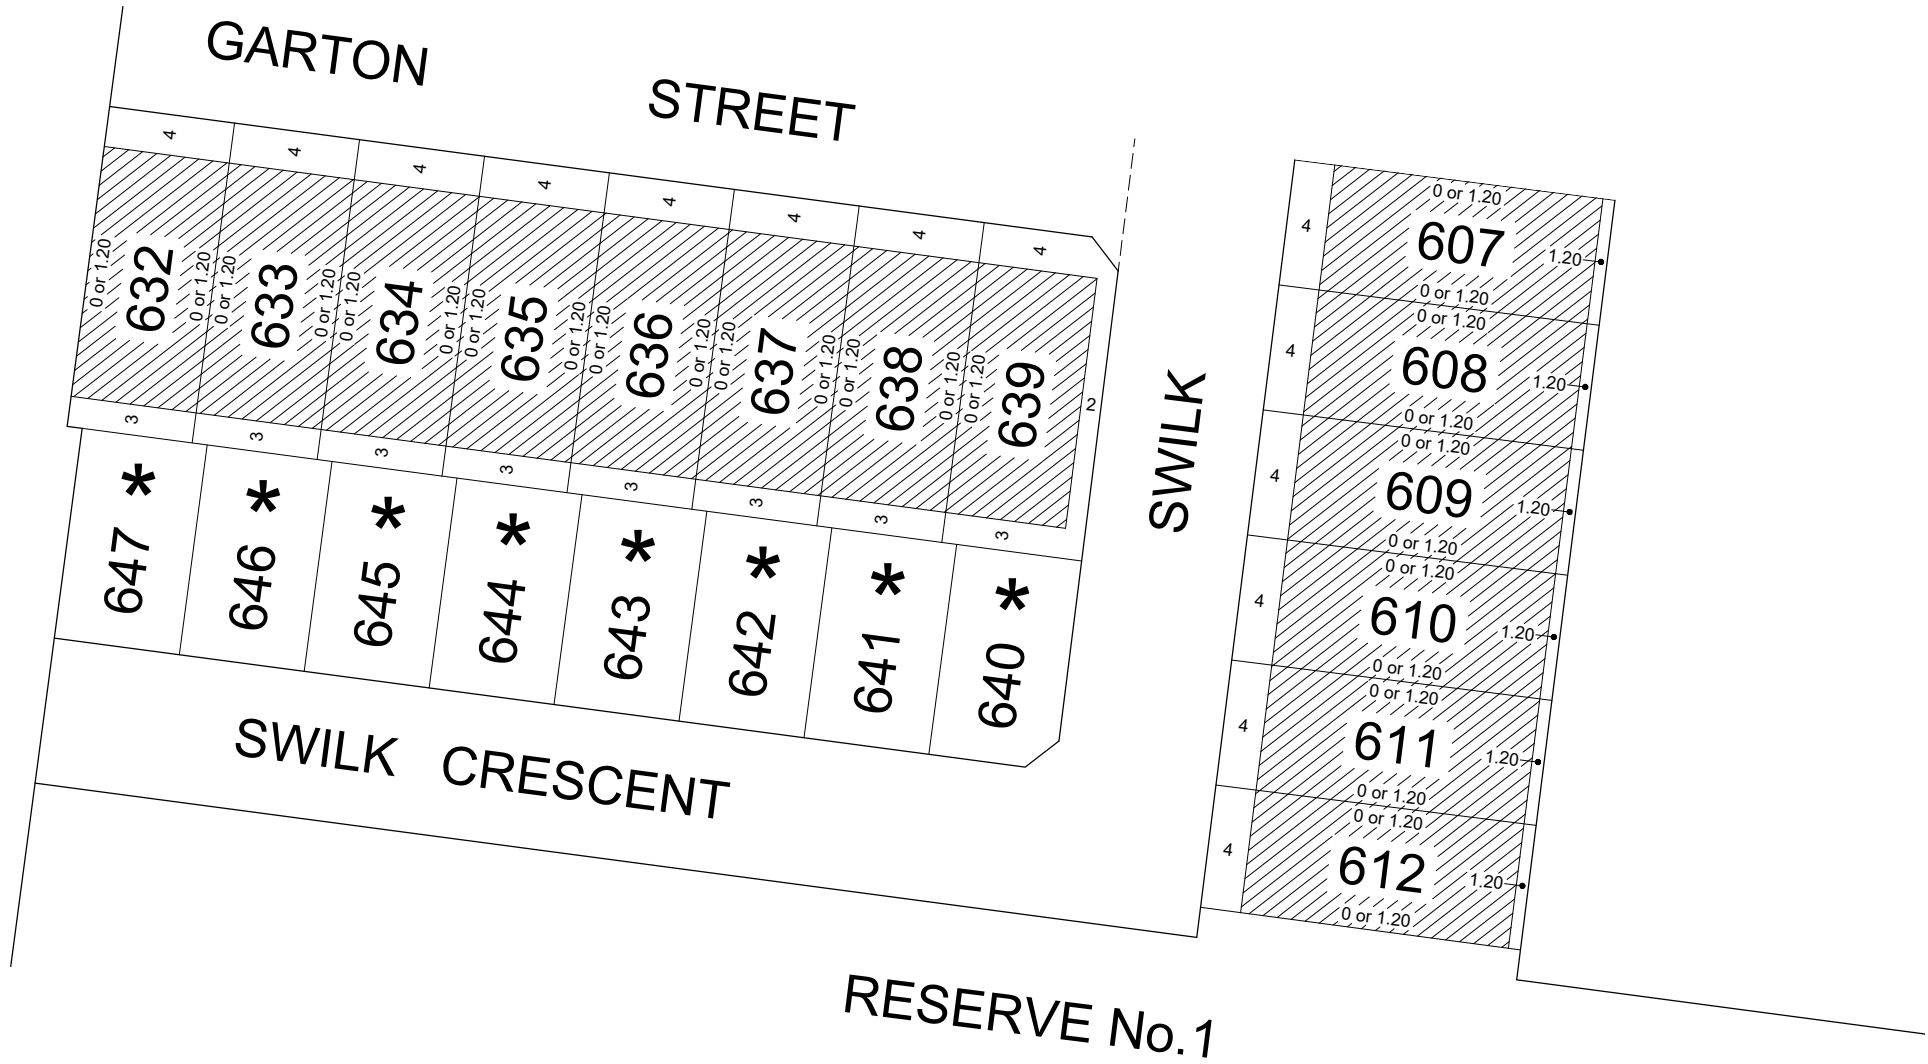 GARTON STREET
4 4 4 4 4 4 4 4
0 or 1.20 632 0 or 1.20
0 or 1.20 633 0 or 1.20
0 or 1.20 634 0 or 1.20
0 or 1.20 635 0 or 1.20
0 or 1.20 636 0 or 1.20
0 or 1.20 637 0 or 1.20
0 or 1.20 638 0 or 1.20
0 or 1.20 639 2
3 3 3 3 3 3 3 3
647 *
646 *
645 *
644 *
643 *
642 *
641 *
640 *
SWILK CRESCENT
SWILK
0 or 1.20
4 607 1.20
0 or 1.20
0 or 1.20
4 608 1.20
0 or 1.20
0 or 1.20
4 609 1.20
0 or 1.20
0 or 1.20
4 610 1.20
0 or 1.20
0 or 1.20
4 611 1.20
0 or 1.20
0 or 1.20
4 612 1.20
0 or 1.20
RESERVE No.1